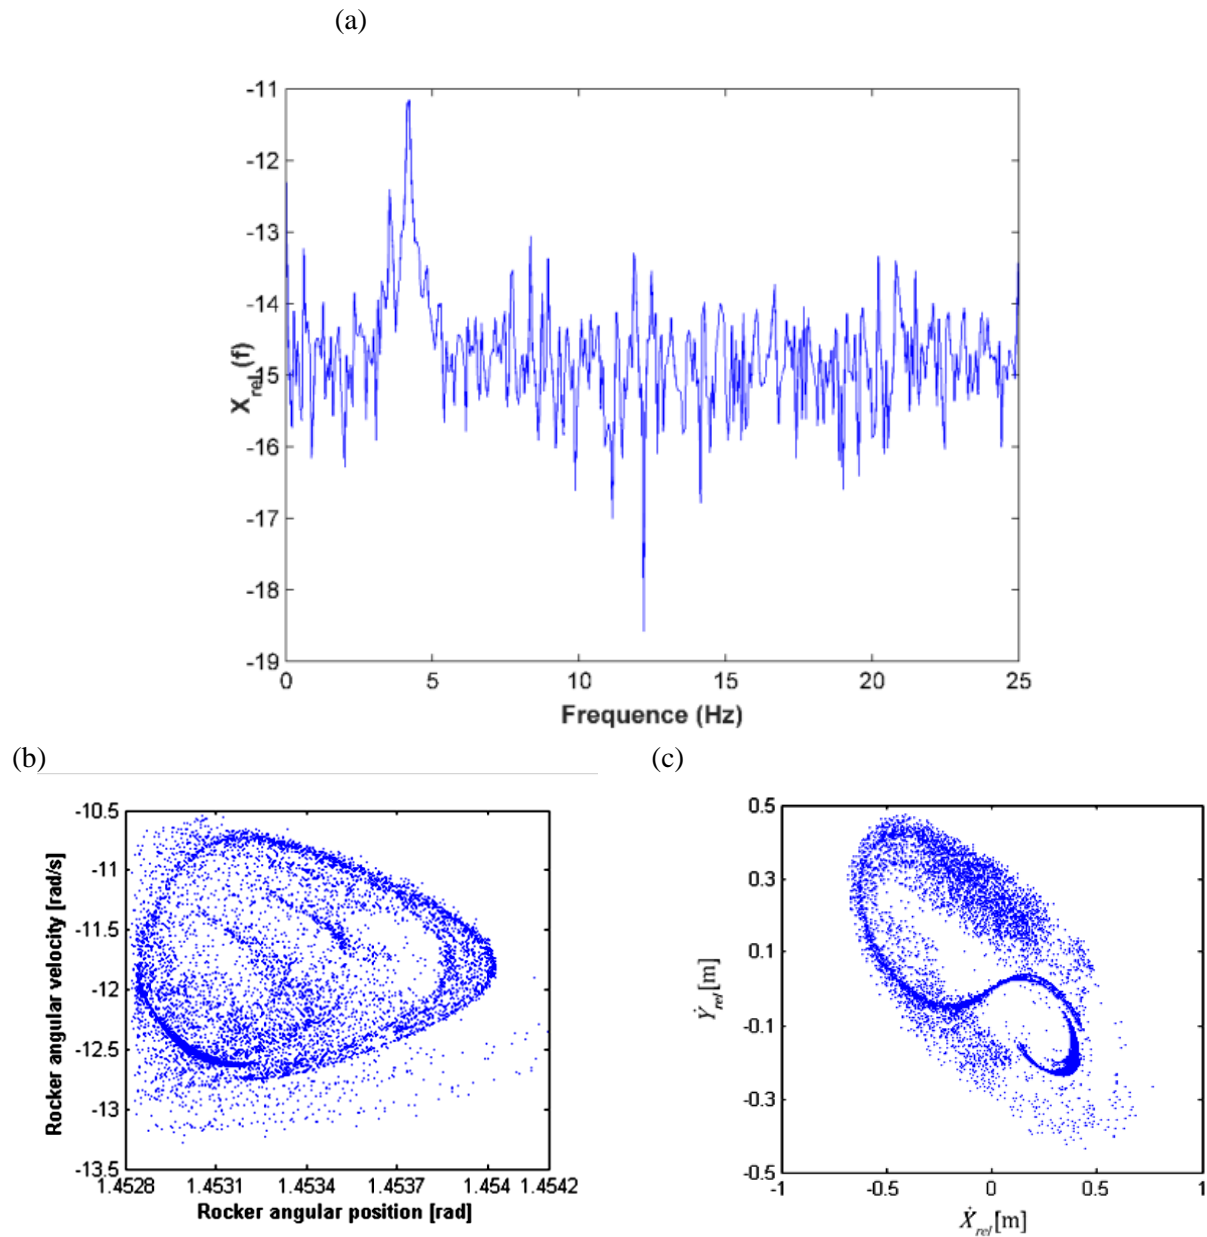 (a)
-11
-12
-13
-14
-15
-16
-17
-18
-19
X_rel (f)
0 5 10 15 20 25
Frequence (Hz)
(b)
(c)
-10.5
-11
-11.5
-12
-12.5
-13
-13.5
Rocker angular velocity [rad/s]
1.4528 1.4531 1.4534 1.4537 1.454 1.4542
Rocker angular position [rad]
0.5
0.3
0.1
-0.1
-0.3
-0.5
Ẏ_rel [m]
-1 -0.5 0 0.5 1
Ẋ_rel [m]